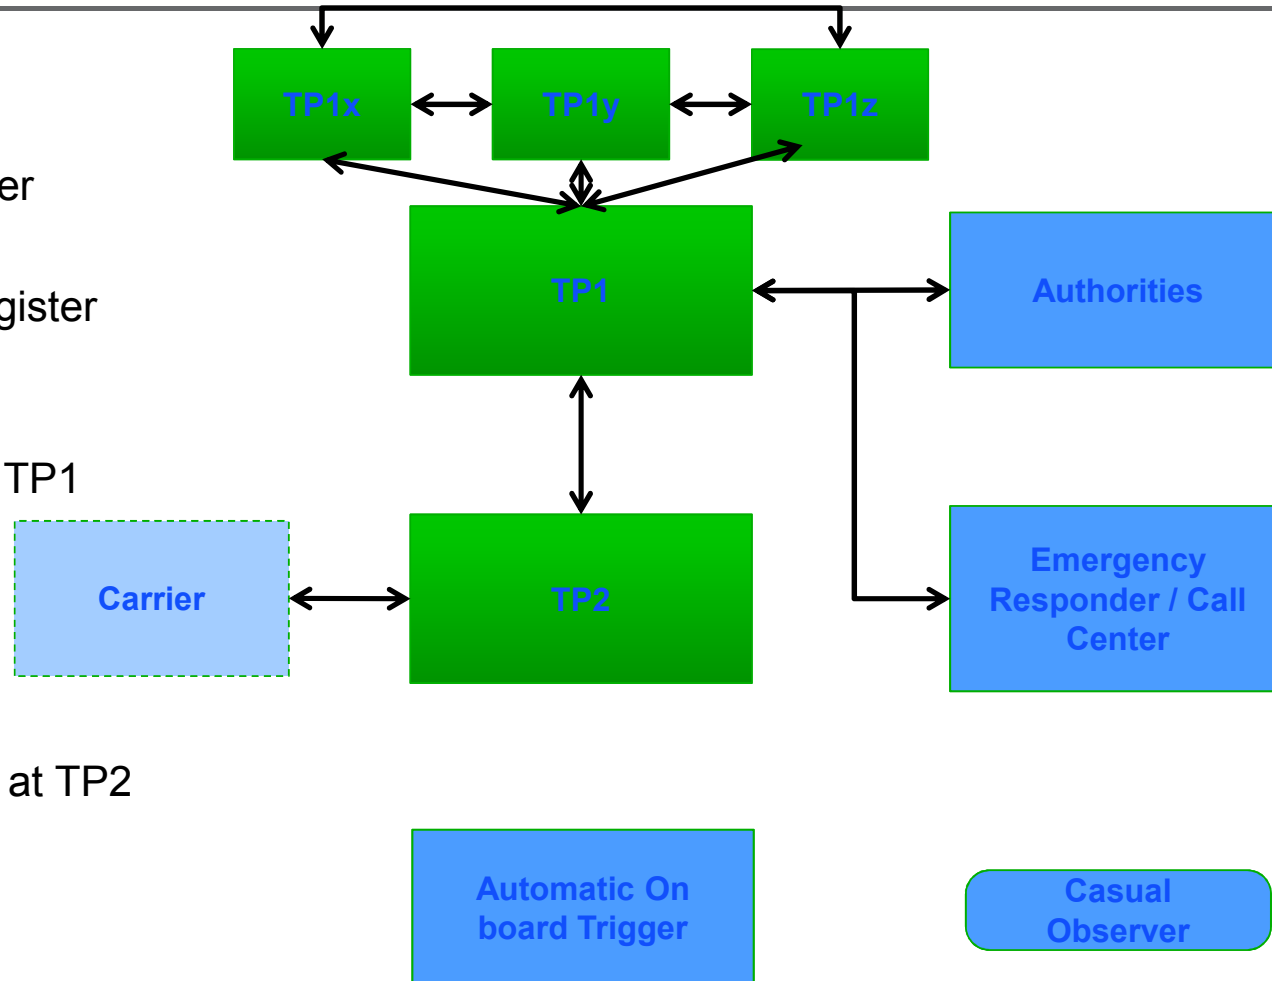 TP1x TP1y TP1z
er
TP1 Authorities
gister
TP1
Carrier TP2
Emergency
Responder / Call
Center
at TP2
Automatic On
board Trigger
Casual
Observer